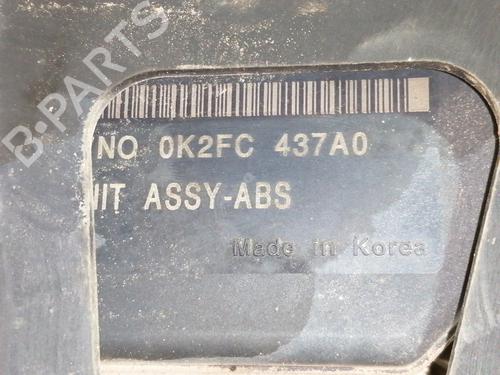 B-PARTS
NO 0K2FC 437A0
NIT ASSY-ABS
Made in Korea